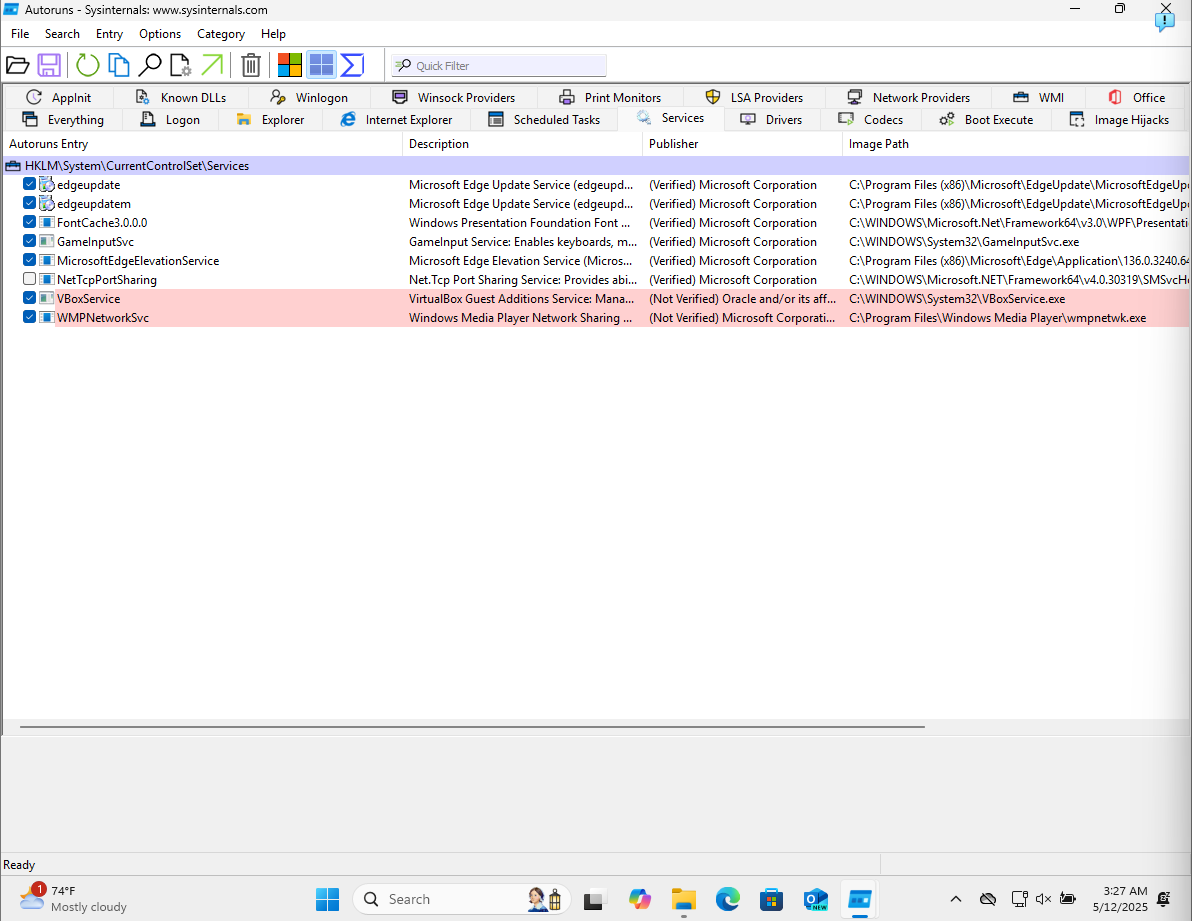 Autoruns - Sysinternals: www.sysinternals.com
File Search Entry Options Category Help
Quick Filter
AppInit Known DLLs Winlogon Winsock Providers Print Monitors LSA Providers Network Providers WMI Office
Everything Logon Explorer Internet Explorer Scheduled Tasks Services Drivers Codecs Boot Execute Image Hijacks
Autoruns Entry Description Publisher Image Path
HKLM\System\CurrentControlSet\Services
edgeupdate Microsoft Edge Update Service (edgeupd... (Verified) Microsoft Corporation C:\Program Files (x86)\Microsoft\EdgeUpdate\MicrosoftEdgeUp
edgeupdatem Microsoft Edge Update Service (edgeupd... (Verified) Microsoft Corporation C:\Program Files (x86)\Microsoft\EdgeUpdate\MicrosoftEdgeUp
FontCache3.0.0.0 Windows Presentation Foundation Font ... (Verified) Microsoft Corporation C:\WINDOWS\Microsoft.Net\Framework64\v3.0\WPF\Presentati
GameInputSvc GameInput Service: Enables keyboards, m... (Verified) Microsoft Corporation C:\WINDOWS\System32\GameInputSvc.exe
MicrosoftEdgeElevationService Microsoft Edge Elevation Service (Micros... (Verified) Microsoft Corporation C:\Program Files (x86)\Microsoft\Edge\Application\136.0.3240.64
NetTcpPortSharing Net.Tcp Port Sharing Service: Provides abi... (Verified) Microsoft Corporation C:\WINDOWS\Microsoft.NET\Framework64\v4.0.30319\SMSvcHo
VBoxService VirtualBox Guest Additions Service: Mana... (Not Verified) Oracle and/or its aff... C:\WINDOWS\System32\VBoxService.exe
WMPNetworkSvc Windows Media Player Network Sharing ... (Not Verified) Microsoft Corporati... C:\Program Files\Windows Media Player\wmpnetwk.exe
Ready
1
74°F
Mostly cloudy
Search
NEW
3:27 AM
5/12/2025